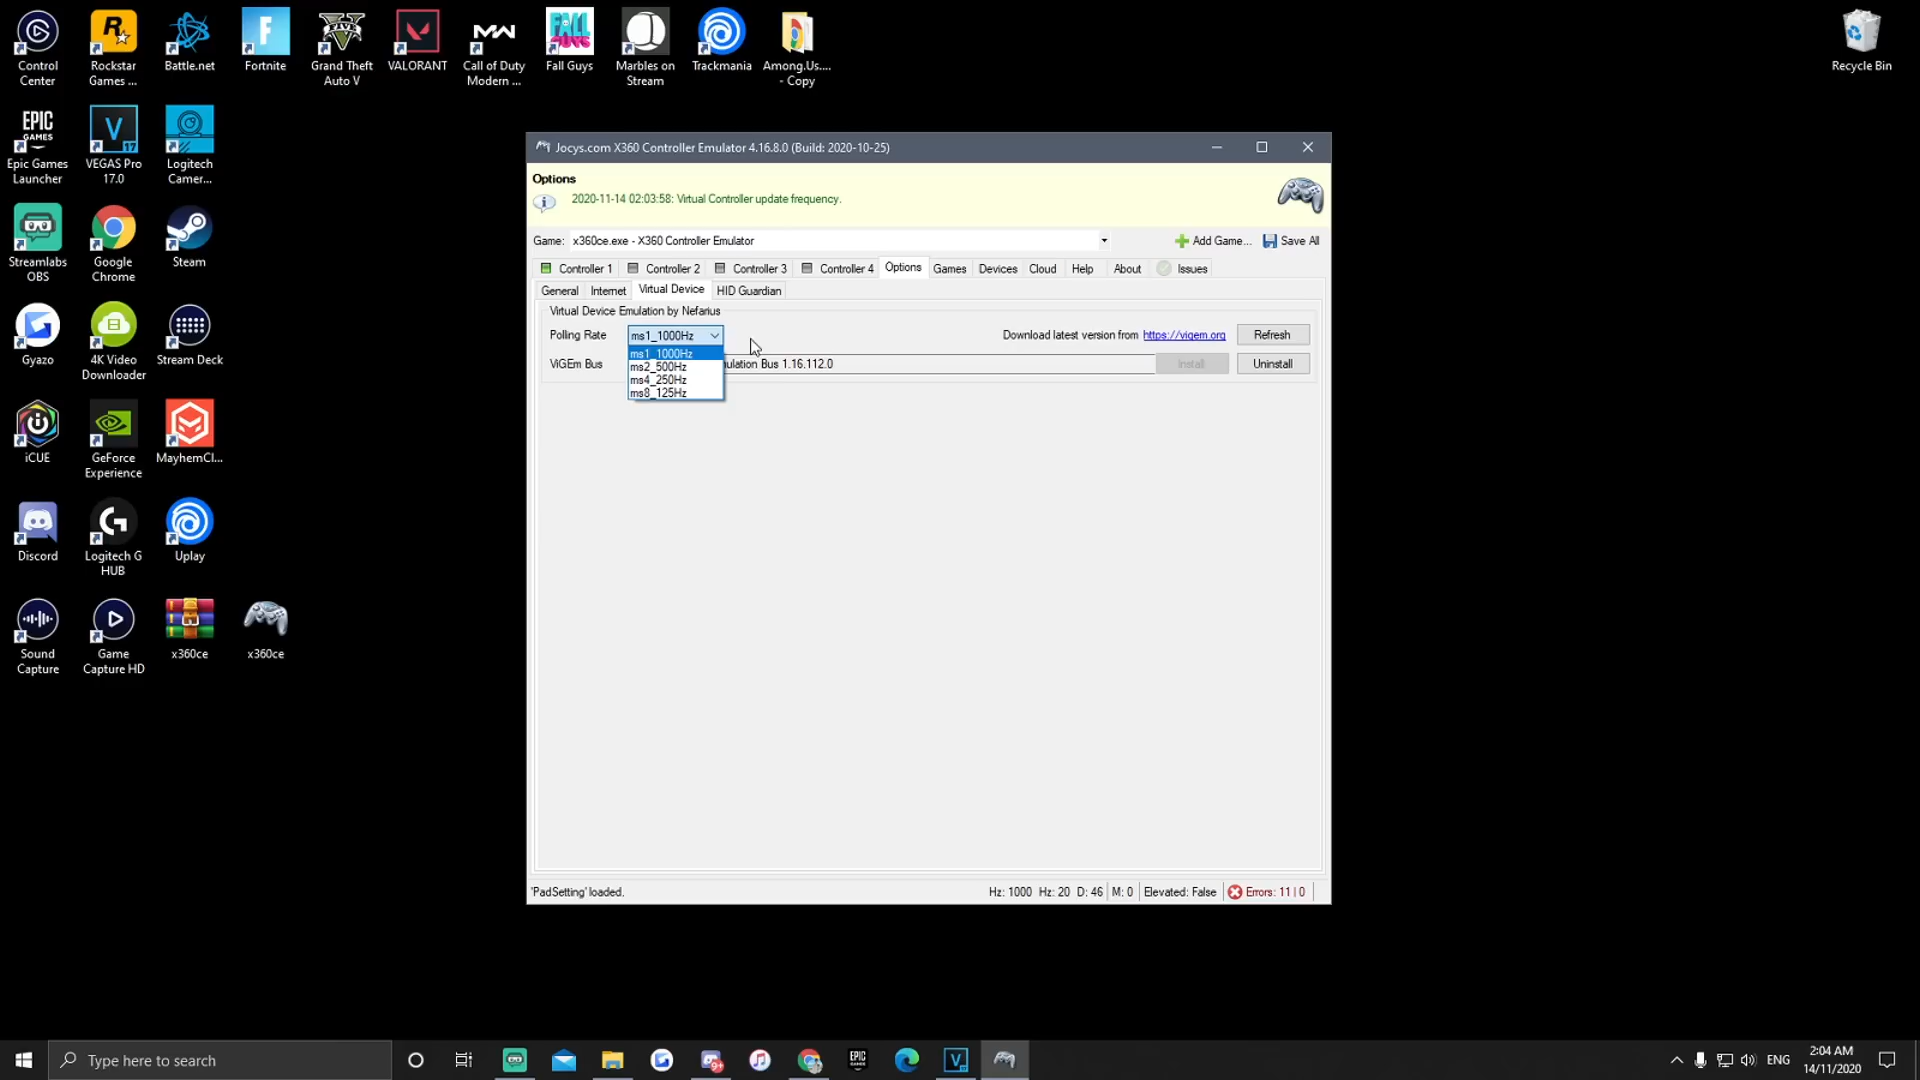 Control Center
Rockstar Games ...
Battle.net
Fortnite
Grand Theft Auto V
VALORANT
Call of Duty Modern ...
Fall Guys
Marbles on Stream
Trackmania
Among.Us.... - Copy
Recycle Bin
Epic Games Launcher
VEGAS Pro 17.0
Logitech Camer...
Streamlabs OBS
Google Chrome
Steam
Gyazo
4K Video Downloader
Stream Deck
iCUE
GeForce Experience
MayhemCl...
Discord
Logitech G HUB
Uplay
Sound Capture
Game Capture HD
x360ce
x360ce
Jocys.com X360 Controller Emulator 4.16.8.0 (Build: 2020-10-25)
Options
2020-11-14 02:03:58: Virtual Controller update frequency.
Game: x360ce.exe - X360 Controller Emulator
Add Game... Save All
Controller 1 Controller 2 Controller 3 Controller 4 Options Games Devices Cloud Help About Issues
General Internet Virtual Device HID Guardian
Virtual Device Emulation by Nefarius
Polling Rate ms1_1000Hz Download latest version from https://vigem.org Refresh
ms1_1000Hz
ViGEm Bus ulation Bus 1.16.112.0 Install Uninstall
ms2_500Hz
ms4_250Hz
ms8_125Hz
'PadSetting' loaded. Hz: 1000 Hz: 20 D: 46 M: 0 Elevated: False Errors: 11 | 0
Type here to search
ENG
2:04 AM
14/11/2020